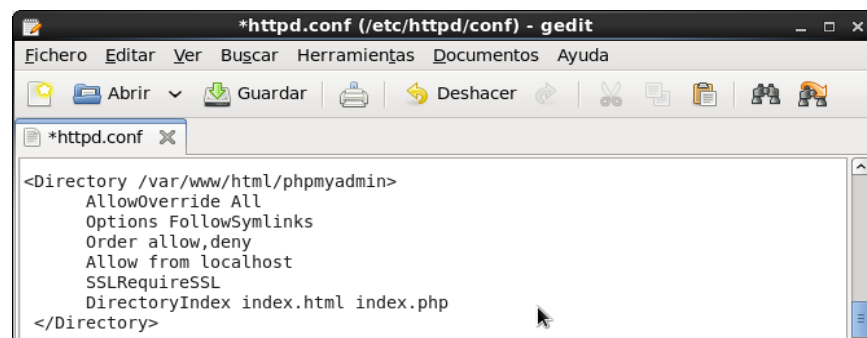 *httpd.conf (/etc/httpd/conf) - gedit
Fichero Editar Ver Buscar Herramientas Documentos Ayuda
Abrir Guardar Deshacer
*httpd.conf
<Directory /var/www/html/phpmyadmin>
AllowOverride All
Options FollowSymlinks
Order allow,deny
Allow from localhost
SSLRequireSSL
DirectoryIndex index.html index.php
</Directory>